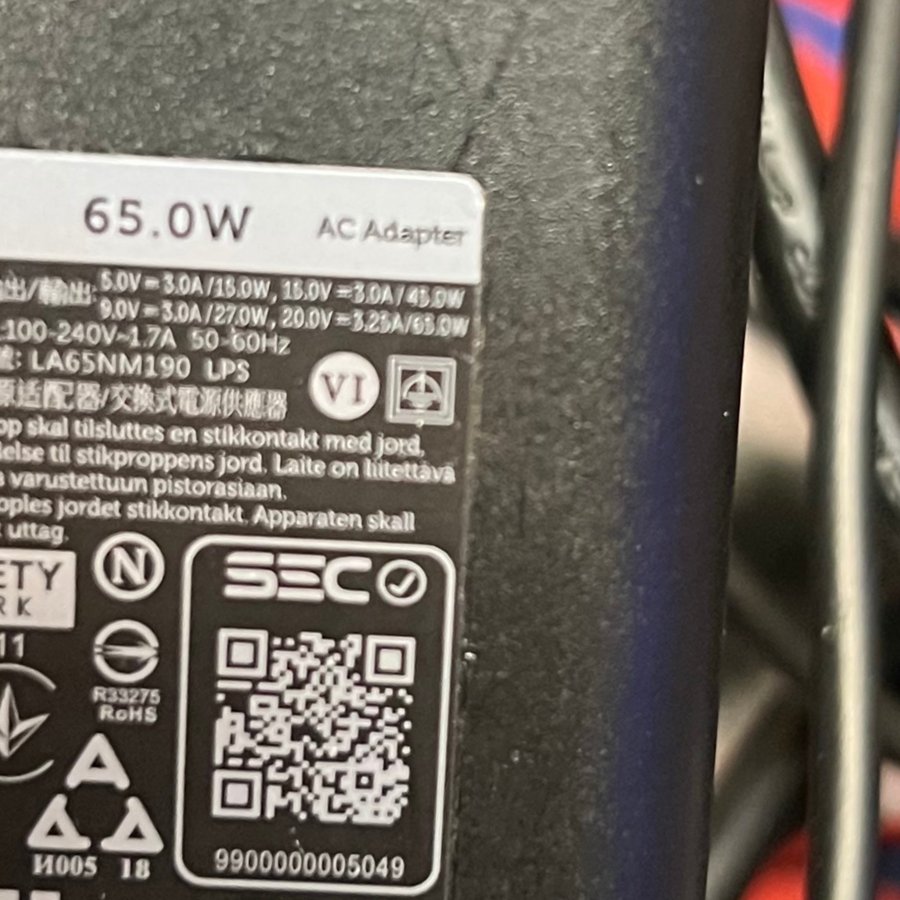 65.0W AC Adapter
輸出: 5.0V⎓3.0A/15.0W, 15.0V⎓3.0A/45.0W
9.0V⎓3.0A/27.0W, 20.0V⎓3.25A/65.0W
100-240V~1.7A 50-60Hz
: LA65NM190 LPS
源适配器/交換式電源供應器
VI
skal tilsluttes en stikkontakt med jord,
til stikproppens jord. Laite on liitettävä
varustettuun pistorasiaan.
jordet stikkontakt. Apparaten skall
uttag.
N
SEC
11
R33275
RoHS
И005 18
9900000005049